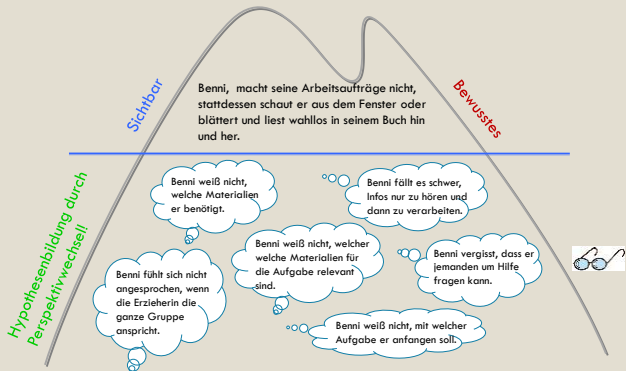 Benni, macht seine Arbeitsaufträge nicht,
stattdessen schaut er aus dem Fenster oder
blättert und liest wahllos in seinem Buch hin
und her.
Sichtbar
Bewusstes
Hypothesenbildung durch
Perspektivwechsel!
Benni weiß nicht,
welche Materialien
er benötigt.
Benni fällt es schwer,
Infos nur zu hören und
dann zu verarbeiten.
Benni weiß nicht, welcher
welche Materialien für
die Aufgabe relevant
sind.
Benni vergisst, dass er
jemanden um Hilfe
fragen kann.
Benni fühlt sich nicht
angesprochen, wenn
die Erzieherin die
ganze Gruppe
anspricht.
Benni weiß nicht, mit welcher
Aufgabe er anfangen soll.